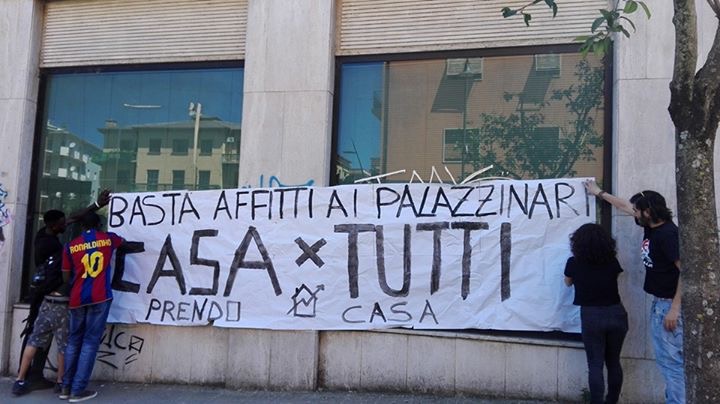 BASTA AFFITTI AI PALAZZINARI
CASA × TUTTI
PRENDO CASA
RONALDINHO
10